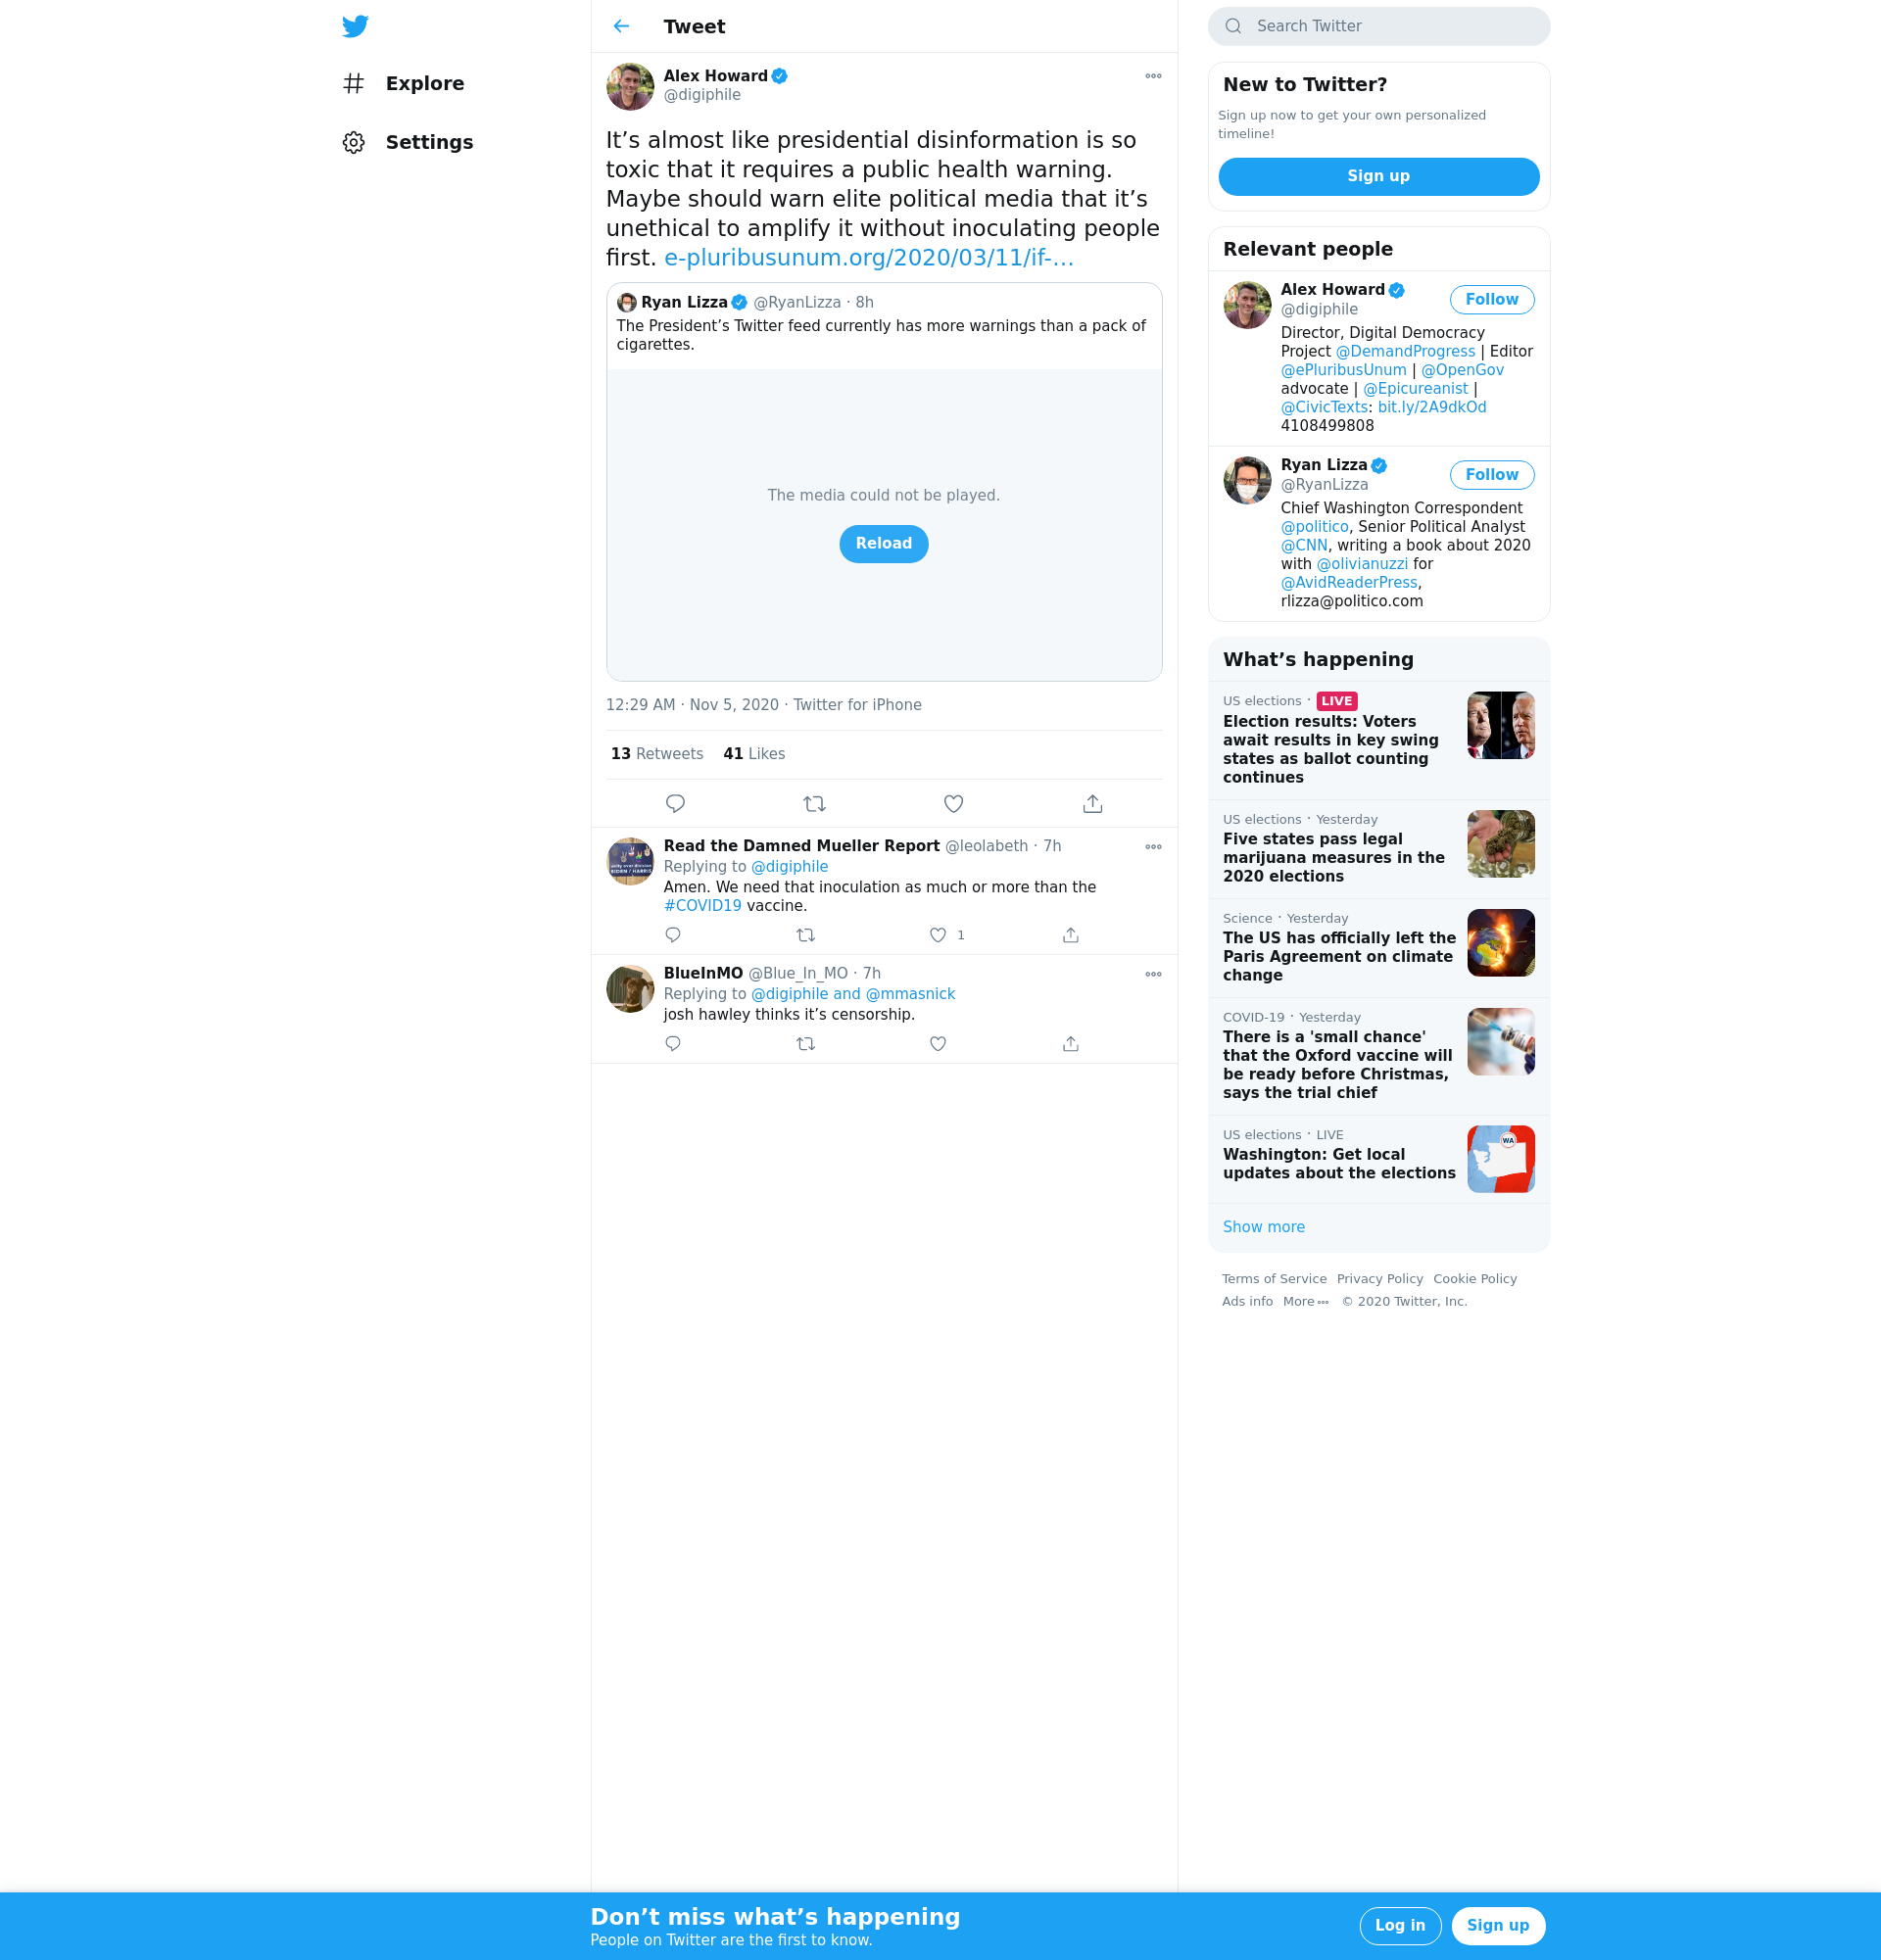 Explore
Settings
Tweet
Alex Howard
@digiphile
It’s almost like presidential disinformation is so
toxic that it requires a public health warning.
Maybe should warn elite political media that it’s
unethical to amplify it without inoculating people
first. e-pluribusunum.org/2020/03/11/if-…
Ryan Lizza @RyanLizza · 8h
The President’s Twitter feed currently has more warnings than a pack of
cigarettes.
The media could not be played.
Reload
12:29 AM · Nov 5, 2020 · Twitter for iPhone
13 Retweets 41 Likes
Read the Damned Mueller Report @leolabeth · 7h
Replying to @digiphile
Amen. We need that inoculation as much or more than the
#COVID19 vaccine.
1
BlueInMO @Blue_In_MO · 7h
Replying to @digiphile and @mmasnick
josh hawley thinks it’s censorship.
Search Twitter
New to Twitter?
Sign up now to get your own personalized
timeline!
Sign up
Relevant people
Alex Howard
@digiphile
Follow
Director, Digital Democracy
Project @DemandProgress | Editor
@ePluribusUnum | @OpenGov
advocate | @Epicureanist |
@CivicTexts: bit.ly/2A9dkOd
4108499808
Ryan Lizza
@RyanLizza
Follow
Chief Washington Correspondent
@politico, Senior Political Analyst
@CNN, writing a book about 2020
with @olivianuzzi for
@AvidReaderPress,
rlizza@politico.com
What’s happening
US elections · LIVE
Election results: Voters
await results in key swing
states as ballot counting
continues
US elections · Yesterday
Five states pass legal
marijuana measures in the
2020 elections
Science · Yesterday
The US has officially left the
Paris Agreement on climate
change
COVID-19 · Yesterday
There is a 'small chance'
that the Oxford vaccine will
be ready before Christmas,
says the trial chief
US elections · LIVE
Washington: Get local
updates about the elections
WA
Show more
Terms of Service Privacy Policy Cookie Policy
Ads info More © 2020 Twitter, Inc.
Don’t miss what’s happening
People on Twitter are the first to know.
Log in
Sign up